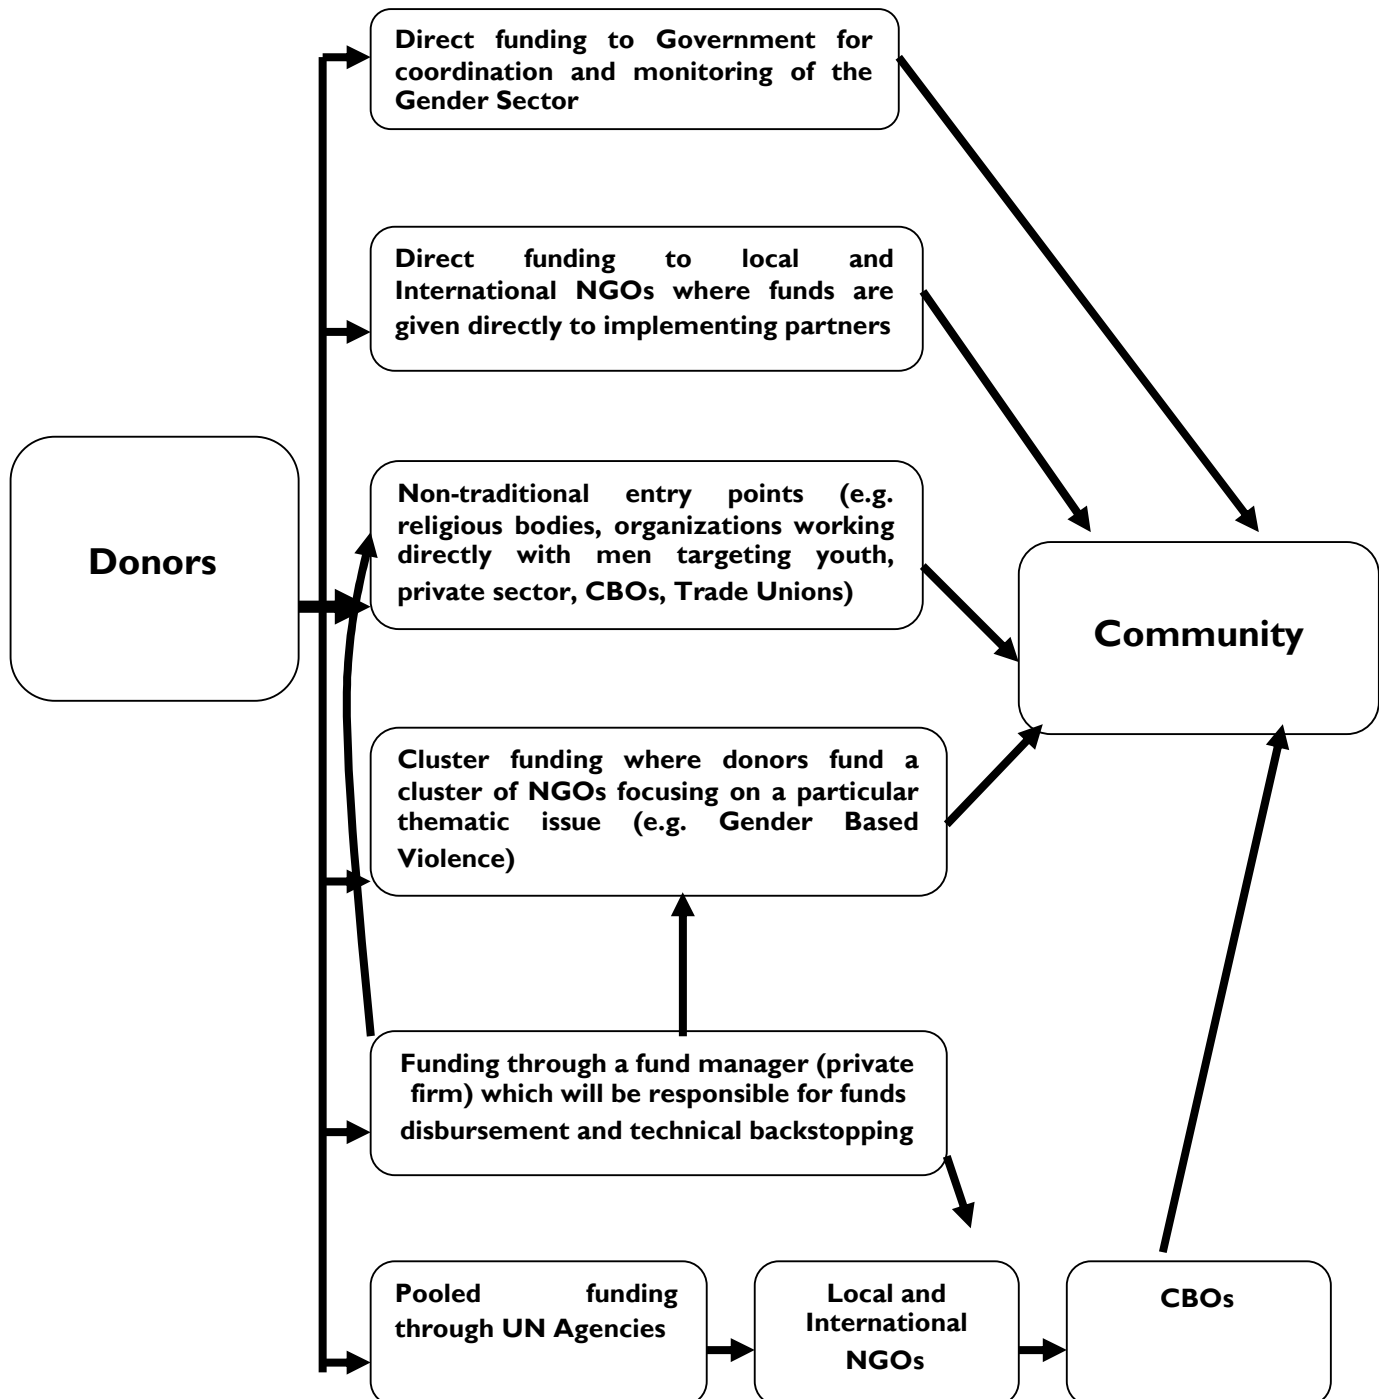 Direct funding to Government for
coordination and monitoring of the
Gender Sector
Direct funding to local and
International NGOs where funds are
given directly to implementing partners
Donors
Non-traditional entry points (e.g.
religious bodies, organizations working
directly with men targeting youth,
private sector, CBOs, Trade Unions)
Community
Cluster funding where donors fund a
cluster of NGOs focusing on a particular
thematic issue (e.g. Gender Based
Violence)
Funding through a fund manager (private
firm) which will be responsible for funds
disbursement and technical backstopping
Pooled funding
through UN Agencies
Local and
International
NGOs
CBOs